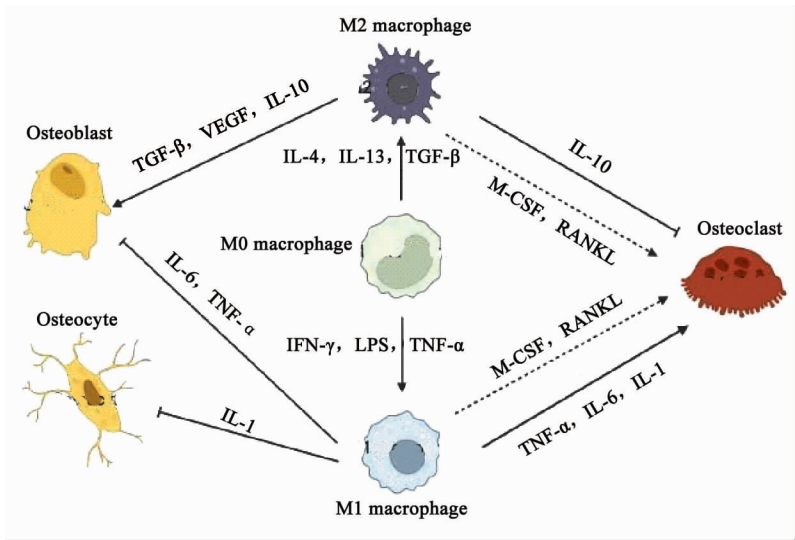 M2 macrophage
Osteoblast
TGF-β, VEGF, IL-10
IL-4, IL-13, TGF-β
IL-10
M-CSF, RANKL
Osteoclast
M0 macrophage
IL-6, TNF-α
Osteocyte
IFN-γ, LPS, TNF-α
M-CSF, RANKL
TNF-α, IL-6, IL-1
IL-1
M1 macrophage